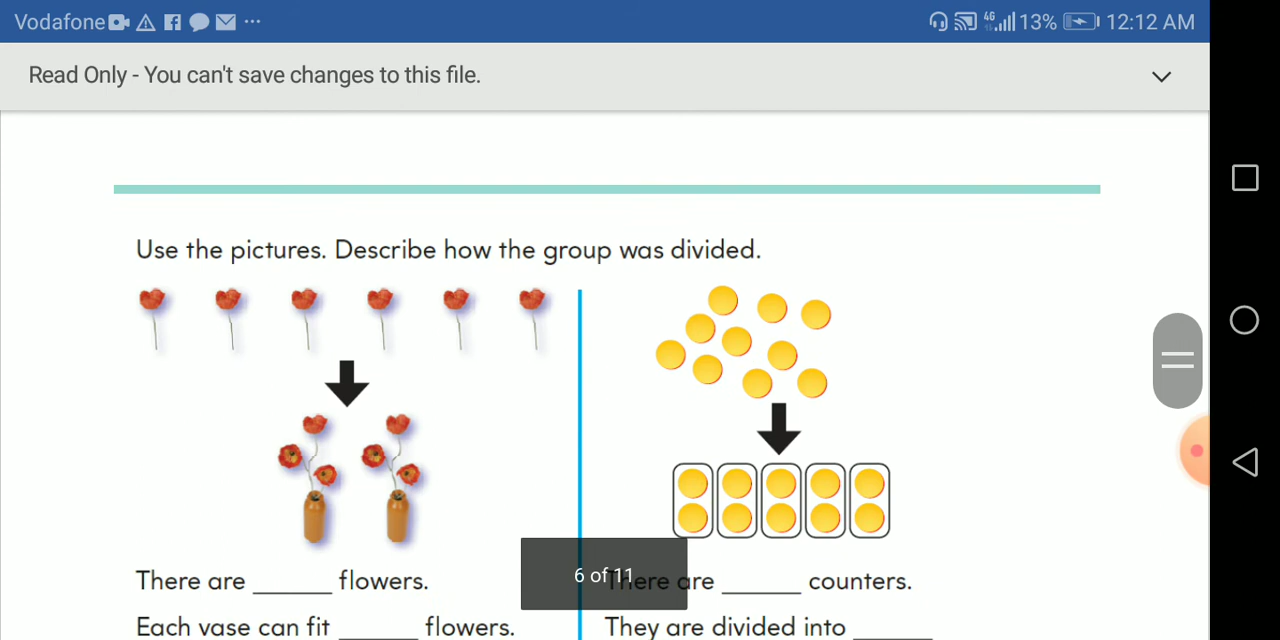 Vodafone ... 4G 13% 12:12 AM
Read Only - You can't save changes to this file.
Use the pictures. Describe how the group was divided.
There are ______ flowers.
Each vase can fit ______ flowers.
6 of 11
There are ______ counters.
They are divided into ______